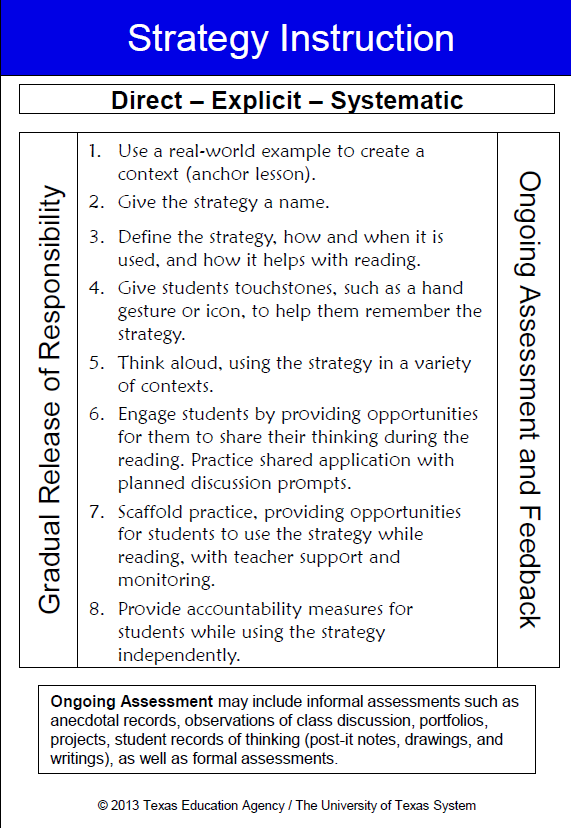 Strategy Instruction
Direct – Explicit – Systematic
Gradual Release of Responsibility
1. Use a real-world example to create a
context (anchor lesson).
2. Give the strategy a name.
3. Define the strategy, how and when it is
used, and how it helps with reading.
4. Give students touchstones, such as a hand
gesture or icon, to help them remember the
strategy.
5. Think aloud, using the strategy in a variety
of contexts.
6. Engage students by providing opportunities
for them to share their thinking during the
reading. Practice shared application with
planned discussion prompts.
7. Scaffold practice, providing opportunities
for students to use the strategy while
reading, with teacher support and
monitoring.
8. Provide accountability measures for
students while using the strategy
independently.
Ongoing Assessment and Feedback
Ongoing Assessment may include informal assessments such as
anecdotal records, observations of class discussion, portfolios,
projects, student records of thinking (post-it notes, drawings, and
writings), as well as formal assessments.
© 2013 Texas Education Agency / The University of Texas System